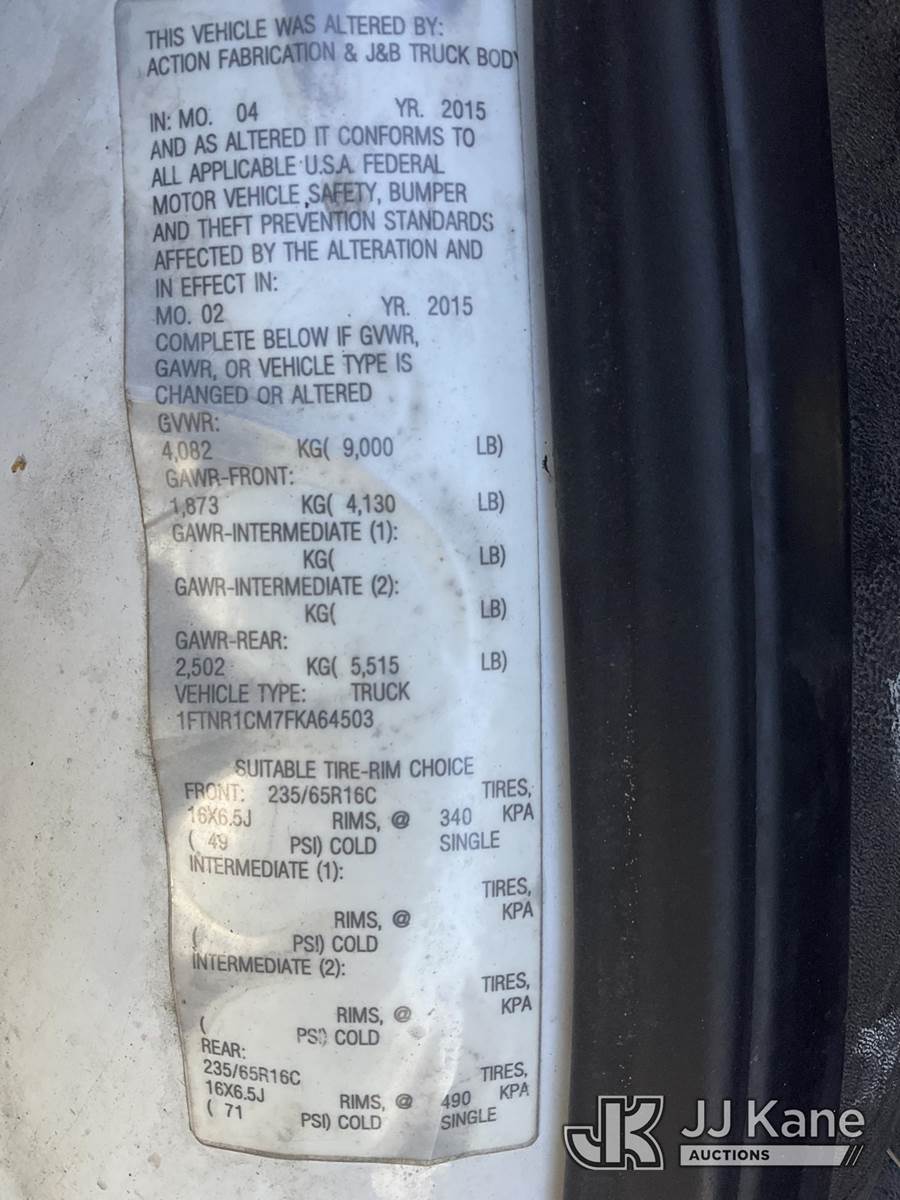 THIS VEHICLE WAS ALTERED BY:
ACTION FABRICATION & J&B TRUCK BODY
IN: MO. 04 YR. 2015
AND AS ALTERED IT CONFORMS TO
ALL APPLICABLE U.S.A. FEDERAL
MOTOR VEHICLE SAFETY, BUMPER
AND THEFT PREVENTION STANDARDS
AFFECTED BY THE ALTERATION AND
IN EFFECT IN:
MO. 02 YR. 2015
COMPLETE BELOW IF GVWR,
GAWR, OR VEHICLE TYPE IS
CHANGED OR ALTERED
GVWR:
4,082 KG( 9,000 LB)
GAWR-FRONT:
1,873 KG( 4,130 LB)
GAWR-INTERMEDIATE (1):
KG( LB)
GAWR-INTERMEDIATE (2):
KG( LB)
GAWR-REAR:
2,502 KG( 5,515 LB)
VEHICLE TYPE: TRUCK
1FTNR1CM7FKA64503
SUITABLE TIRE-RIM CHOICE
FRONT: 235/65R16C TIRES,
16X6.5J RIMS, @ 340 KPA
( 49 PSI) COLD SINGLE
INTERMEDIATE (1):
TIRES,
RIMS, @ KPA
( PSI) COLD
INTERMEDIATE (2):
TIRES,
RIMS, @ KPA
( PSI) COLD
REAR:
235/65R16C TIRES,
16X6.5J RIMS, @ 490 KPA
( 71 PSI) COLD SINGLE
JK JJ Kane
AUCTIONS